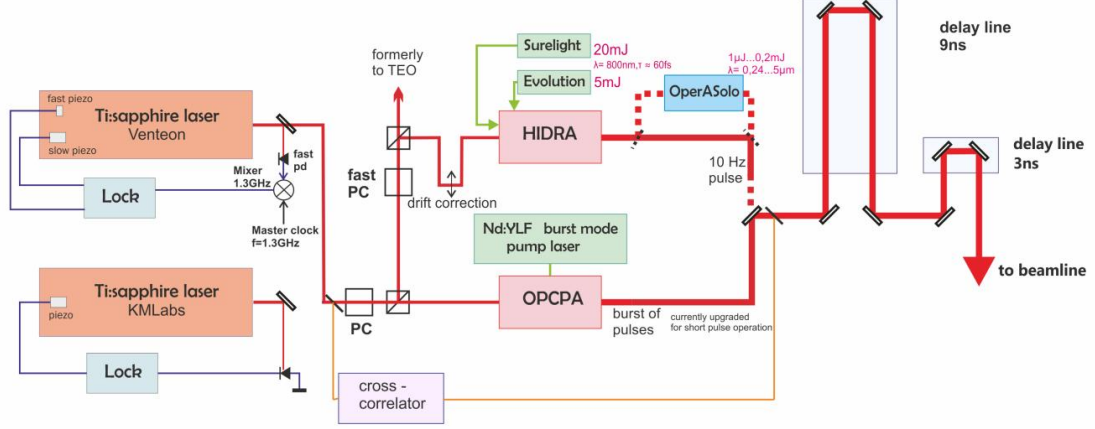 fast piezo
Ti:sapphire laser
Venteon
slow piezo
Lock
Mixer
1.3GHz
fast
pd
Master clock
f=1.3GHz
Ti:sapphire laser
KMLabs
piezo
Lock
formerly
to TEO
fast
PC
drift correction
PC
Surelight
20mJ
λ= 800nm,τ ≈ 60fs
Evolution
5mJ
HIDRA
1µJ...0,2mJ
λ= 0,24...5µm
OperASolo
10 Hz
pulse
Nd:YLF burst mode
pump laser
OPCPA
burst of
pulses
currently upgraded
for short pulse operation
cross -
correlator
delay line
9ns
delay line
3ns
to beamline